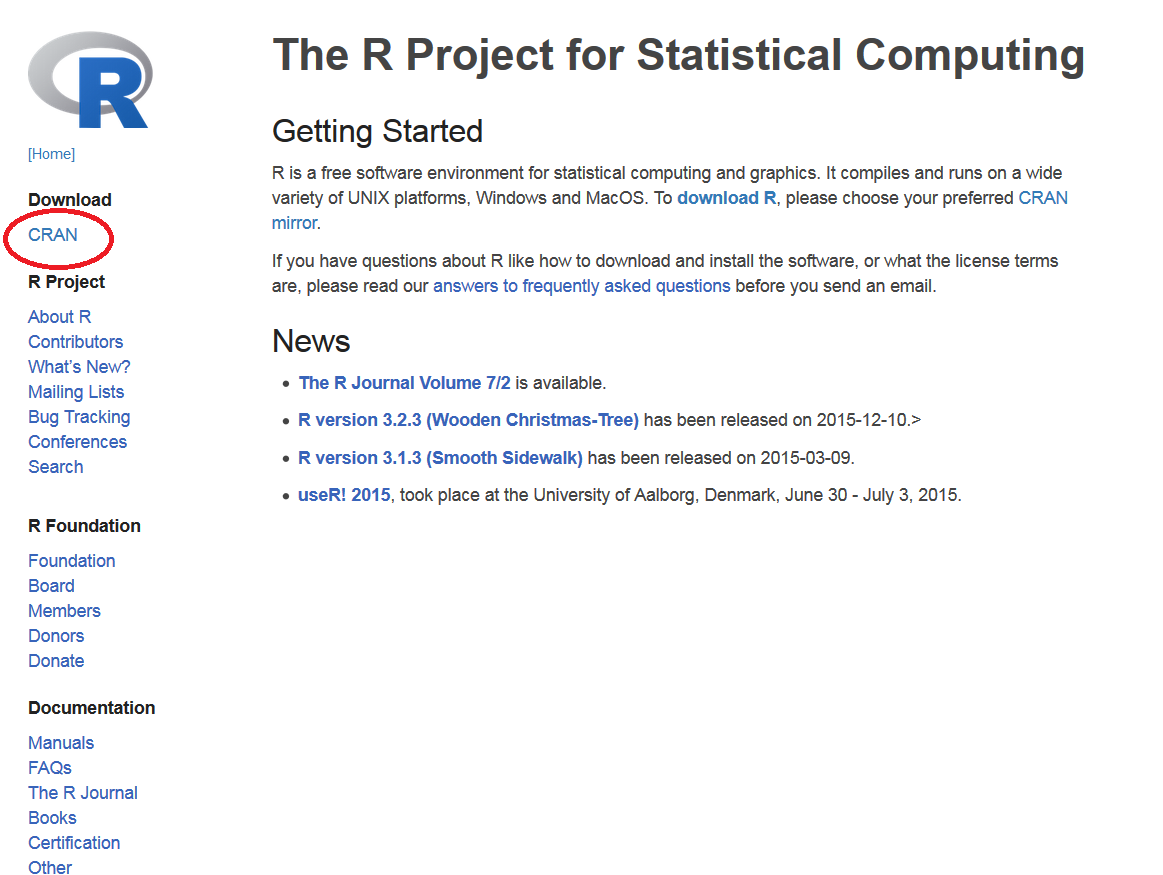 R
[Home]
Download
CRAN
R Project
About R
Contributors
What's New?
Mailing Lists
Bug Tracking
Conferences
Search
R Foundation
Foundation
Board
Members
Donors
Donate
Documentation
Manuals
FAQs
The R Journal
Books
Certification
Other
The R Project for Statistical Computing
Getting Started
R is a free software environment for statistical computing and graphics. It compiles and runs on a wide
variety of UNIX platforms, Windows and MacOS. To download R, please choose your preferred CRAN
mirror.
If you have questions about R like how to download and install the software, or what the license terms
are, please read our answers to frequently asked questions before you send an email.
News
• The R Journal Volume 7/2 is available.
• R version 3.2.3 (Wooden Christmas-Tree) has been released on 2015-12-10.>
• R version 3.1.3 (Smooth Sidewalk) has been released on 2015-03-09.
• useR! 2015, took place at the University of Aalborg, Denmark, June 30 - July 3, 2015.